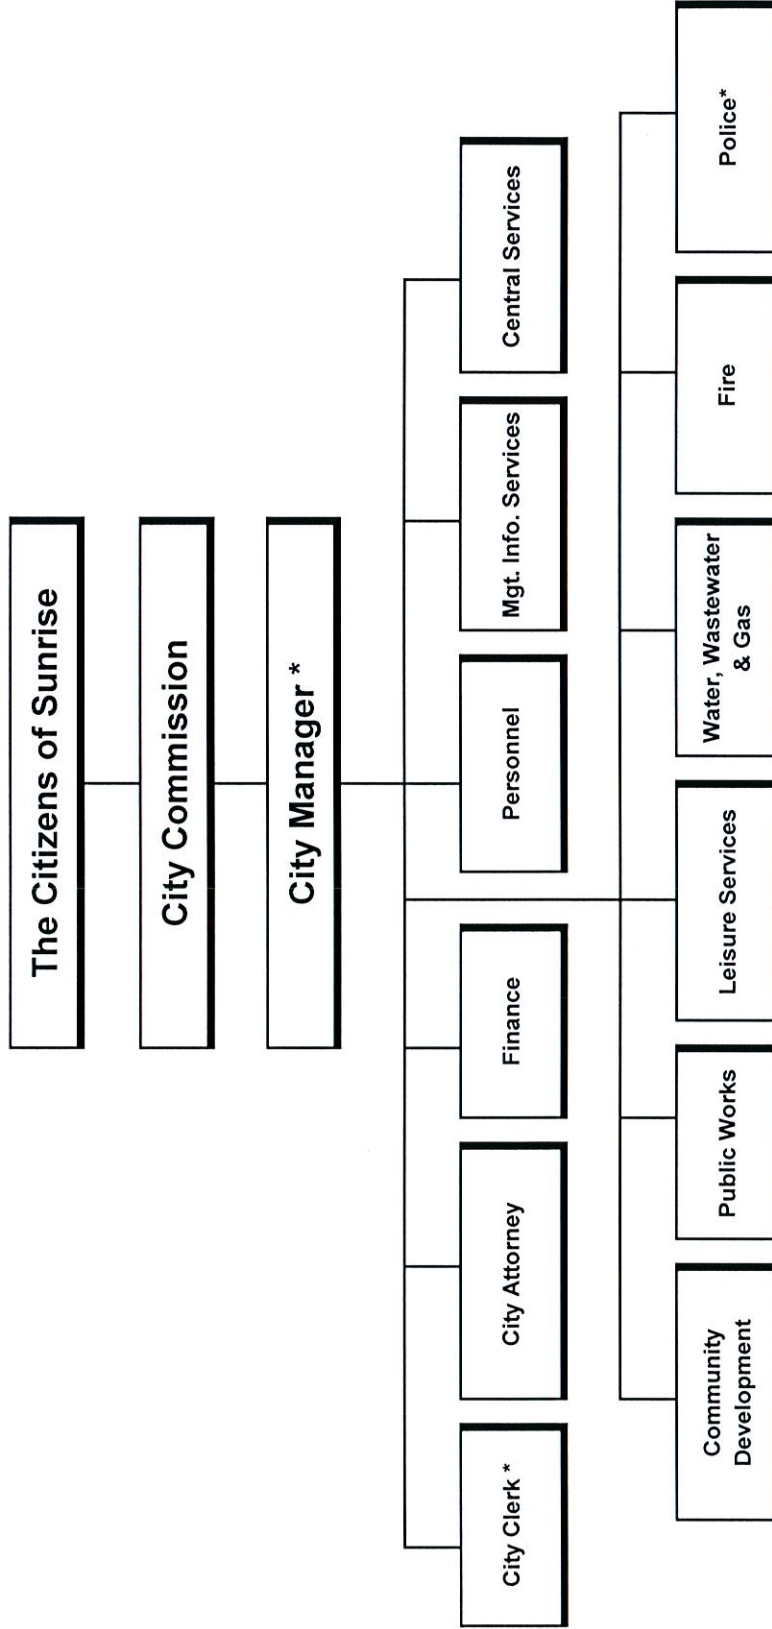 The Citizens of Sunrise
City Commission
City Manager *
City Clerk *
City Attorney
Finance
Personnel
Mgt. Info. Services
Central Services
Community
Development
Public Works
Leisure Services
Water, Wastewater
& Gas
Fire
Police*